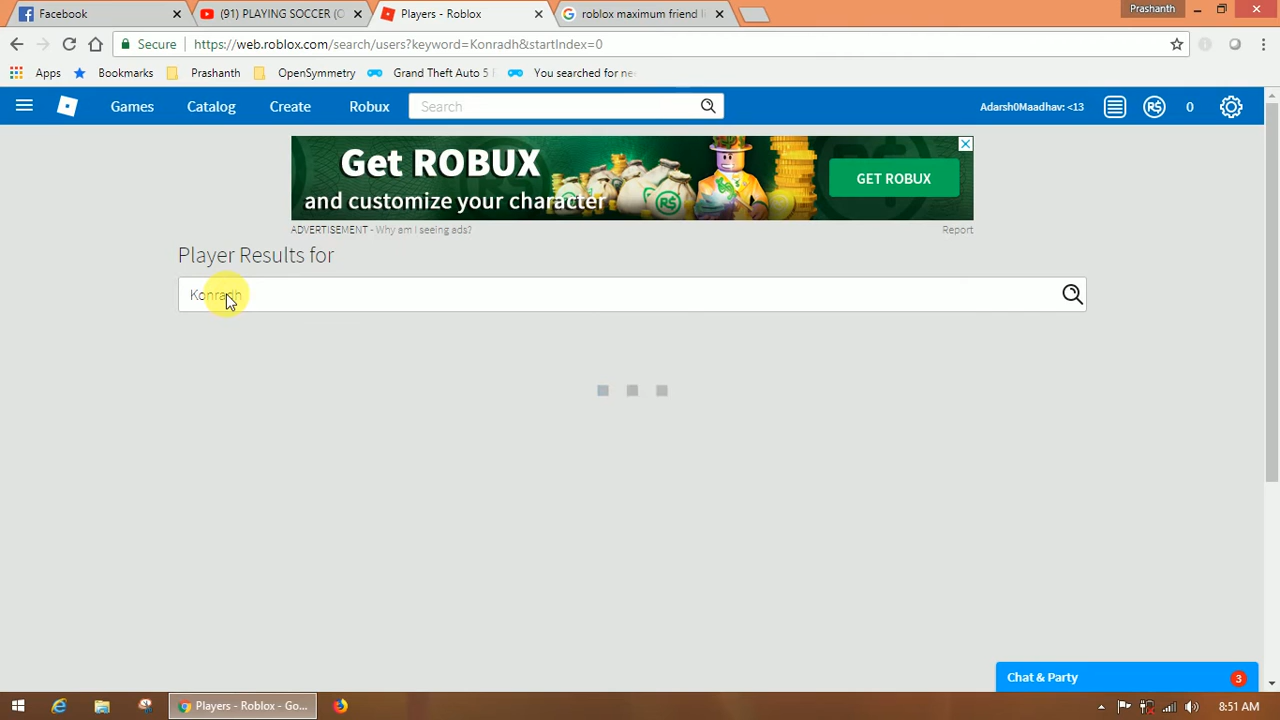 Facebook
(91) PLAYING SOCCER (O
Players - Roblox
roblox maximum friend li
Prashanth
Secure
https://web.roblox.com/search/users?keyword=Konradh&startIndex=0
Apps
Bookmarks
Prashanth
OpenSymmetry
Grand Theft Auto 5
You searched for ne
Games
Catalog
Create
Robux
Search
Adarsh0Maadhav: <13
R$
0
Get ROBUX
and customize your character
R$
GET ROBUX
ADVERTISEMENT - Why am I seeing ads?
Report
Player Results for
Konradh
Chat & Party
3
Players - Roblox - Go...
8:51 AM